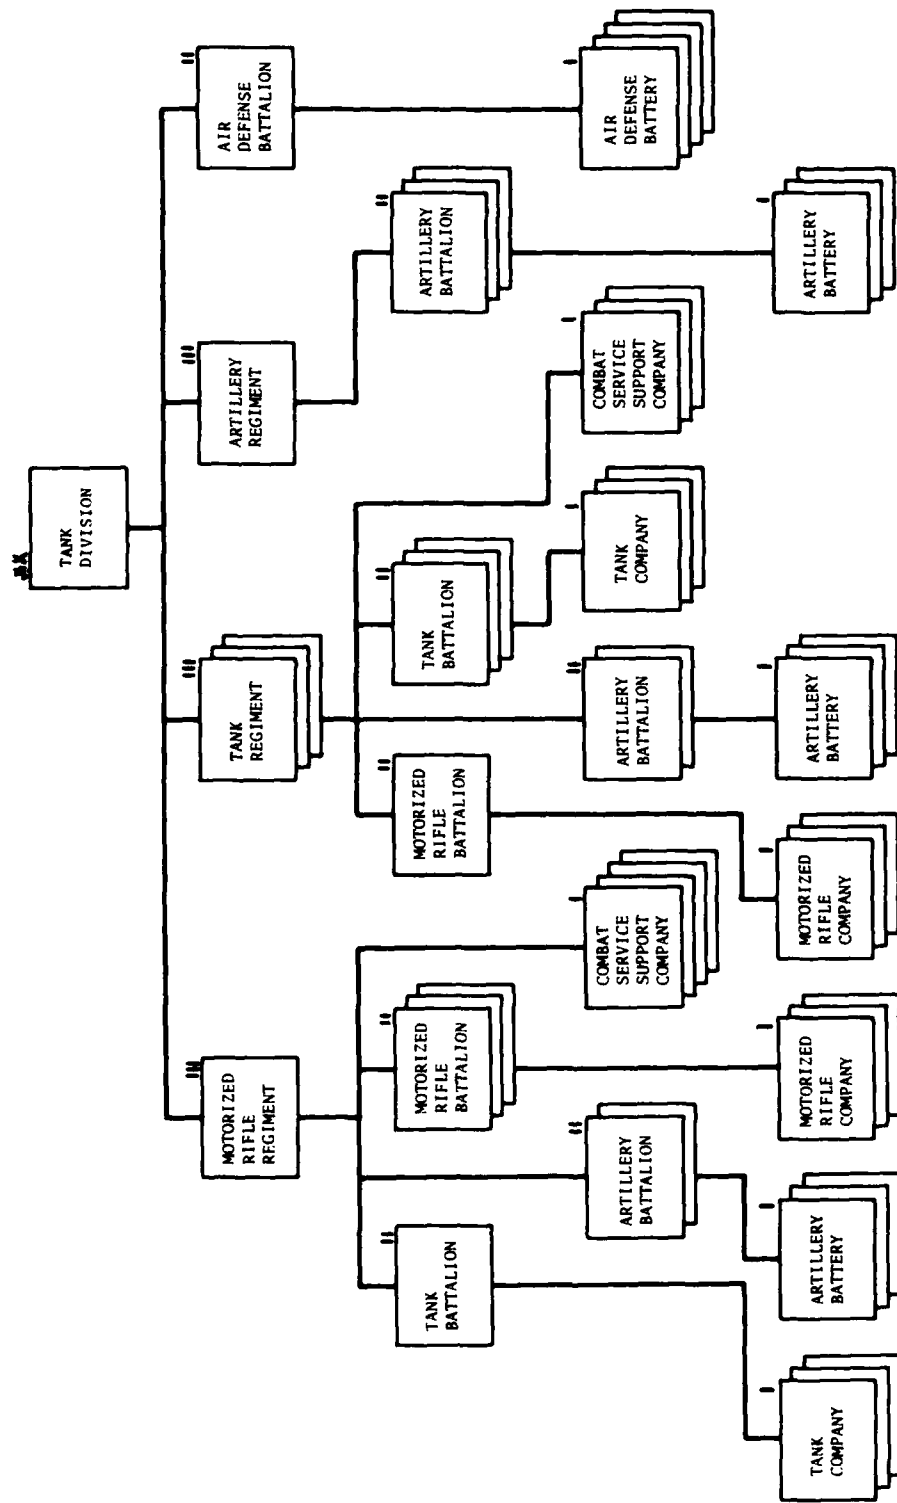 TANK
DIVISION
MOTORIZED
RIFLE
REGIMENT
TANK
REGIMENT
ARTILLERY
REGIMENT
AIR
DEFENSE
BATTALION
TANK
BATTALION
MOTORIZED
RIFLE
BATTALION
MOTORIZED
RIFLE
BATTALION
TANK
BATTALION
ARTILLERY
BATTALION
ARTILLERY
BATTALION
COMBAT
SERVICE
SUPPORT
COMPANY
ARTILLERY
BATTALION
TANK
COMPANY
COMBAT
SERVICE
SUPPORT
COMPANY
AIR
DEFENSE
BATTERY
TANK
COMPANY
ARTILLERY
BATTERY
MOTORIZED
RIFLE
COMPANY
MOTORIZED
RIFLE
COMPANY
ARTILLERY
BATTERY
ARTILLERY
BATTERY